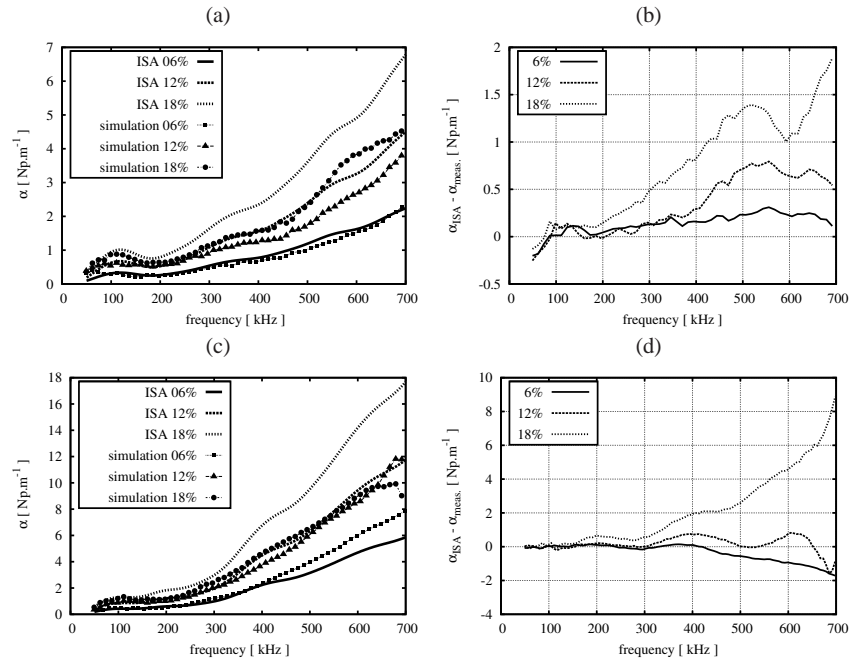 (a)
7
6
5
4
3
2
1
0
α [ Np.m⁻¹ ]
ISA 06%
ISA 12%
ISA 18%
simulation 06%
simulation 12%
simulation 18%
0 100 200 300 400 500 600 700
frequency [ kHz ]
(b)
2
1.5
1
0.5
0
-0.5
α_ISA - α_meas. [ Np.m⁻¹ ]
6%
12%
18%
0 100 200 300 400 500 600 700
frequency [ kHz ]
(c)
18
16
14
12
10
8
6
4
2
0
α [ Np.m⁻¹ ]
ISA 06%
ISA 12%
ISA 18%
simulation 06%
simulation 12%
simulation 18%
0 100 200 300 400 500 600 700
frequency [ kHz ]
(d)
10
8
6
4
2
0
-2
-4
α_ISA - α_meas. [ Np.m⁻¹ ]
6%
12%
18%
0 100 200 300 400 500 600 700
frequency [ kHz ]